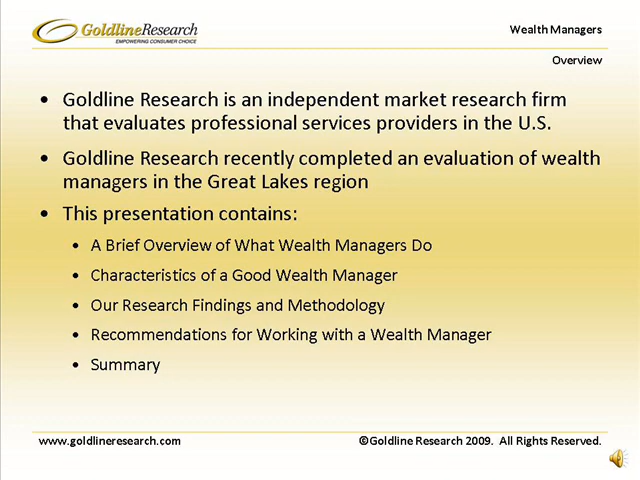 GoldlineResearch
EMPOWERING CONSUMER CHOICE
Wealth Managers
Overview
• Goldline Research is an independent market research firm
that evaluates professional services providers in the U.S.
• Goldline Research recently completed an evaluation of wealth
managers in the Great Lakes region
• This presentation contains:
• A Brief Overview of What Wealth Managers Do
• Characteristics of a Good Wealth Manager
• Our Research Findings and Methodology
• Recommendations for Working with a Wealth Manager
• Summary
www.goldlineresearch.com
©Goldline Research 2009. All Rights Reserved.